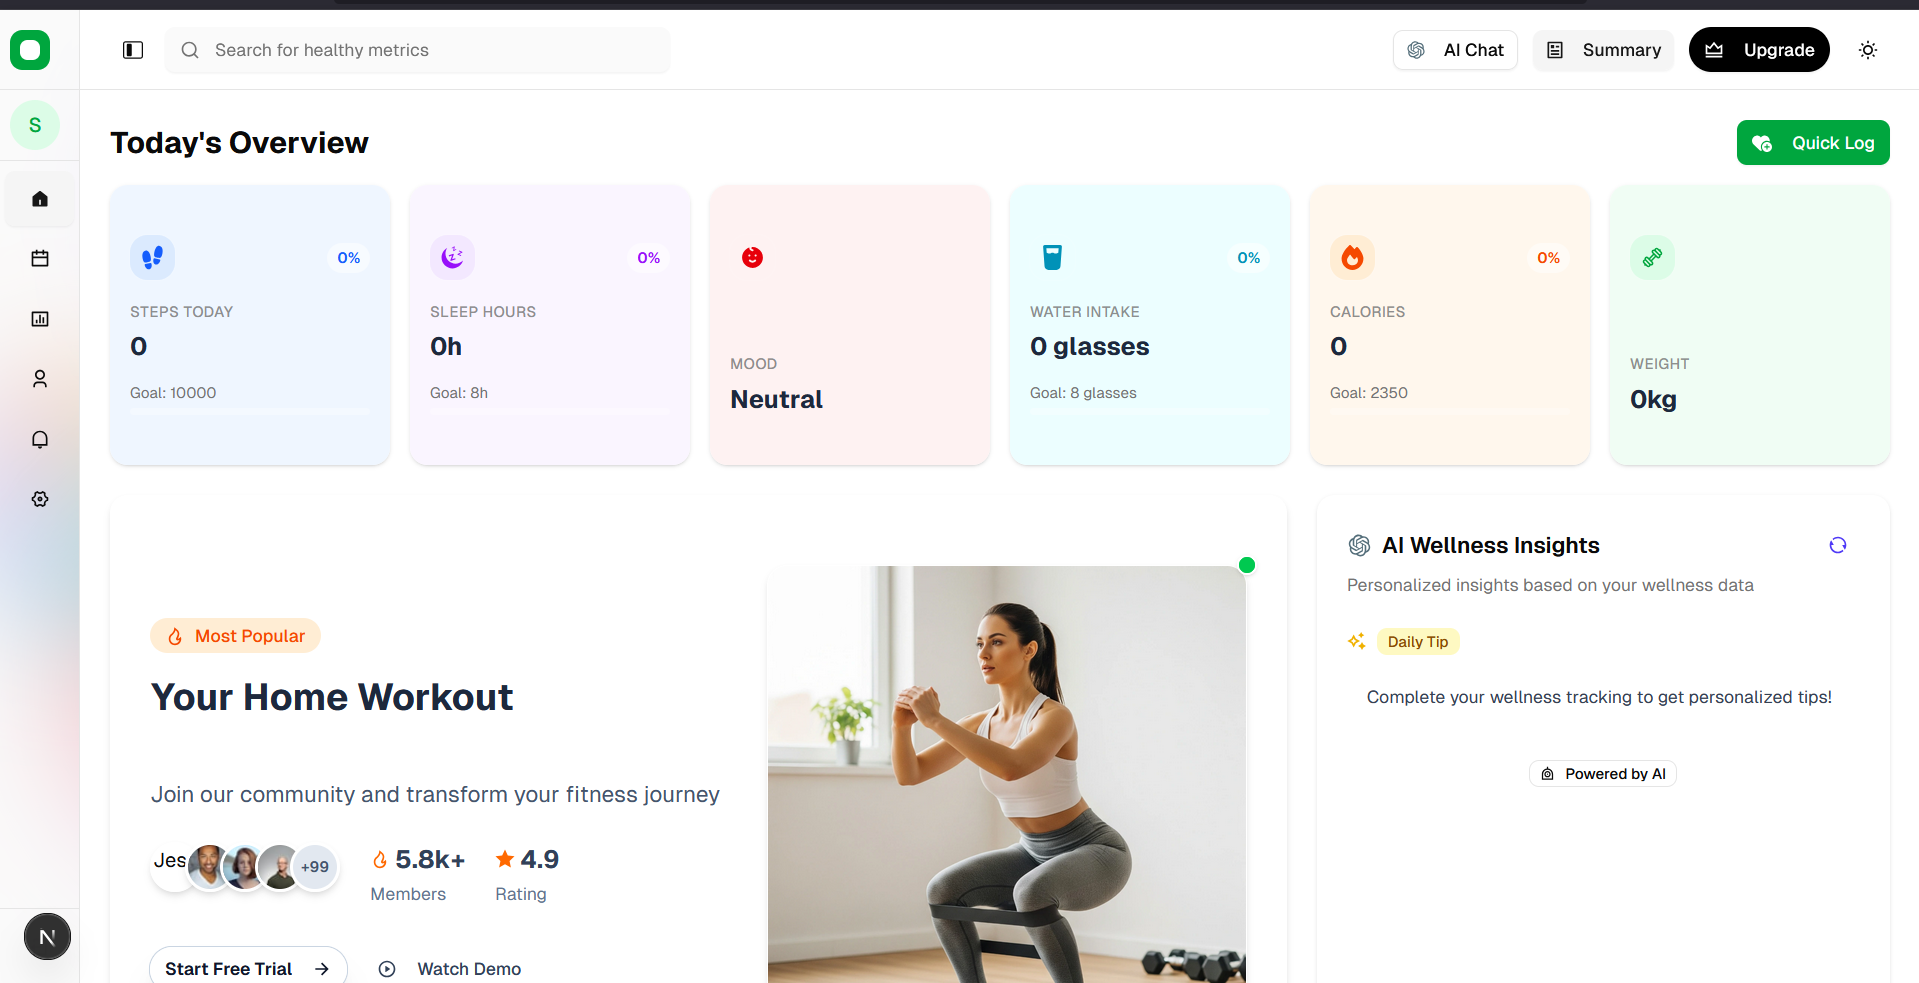 Search for healthy metrics
AI Chat
Summary
Upgrade
S
Today's Overview
Quick Log
0%
STEPS TODAY
0
Goal: 10000
0%
SLEEP HOURS
0h
Goal: 8h
MOOD
Neutral
0%
WATER INTAKE
0 glasses
Goal: 8 glasses
0%
CALORIES
0
Goal: 2350
WEIGHT
0kg
Most Popular
Your Home Workout
Join our community and transform your fitness journey
Jes
+99
5.8k+
Members
4.9
Rating
Start Free Trial
Watch Demo
AI Wellness Insights
Personalized insights based on your wellness data
Daily Tip
Complete your wellness tracking to get personalized tips!
Powered by AI
N